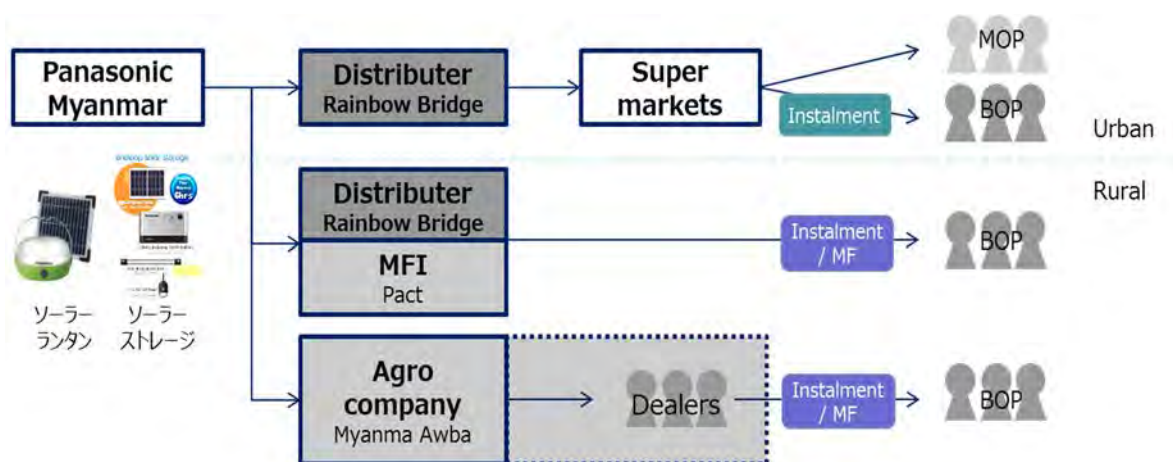 Panasonic
Myanmar
Distributer
Rainbow Bridge
Super
markets
MOP
Instalment
BOP
Urban
Rural
Distributer
Rainbow Bridge
MFI
Pact
Instalment
/ MF
BOP
ソーラー
ランタン
ソーラー
ストレージ
Agro
company
Myanma Awba
Dealers
Instalment
/ MF
BOP